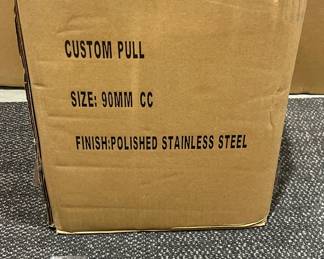 CUSTOM PULL
SIZE: 90MM CC
FINISH:POLISHED STAINLESS STEEL